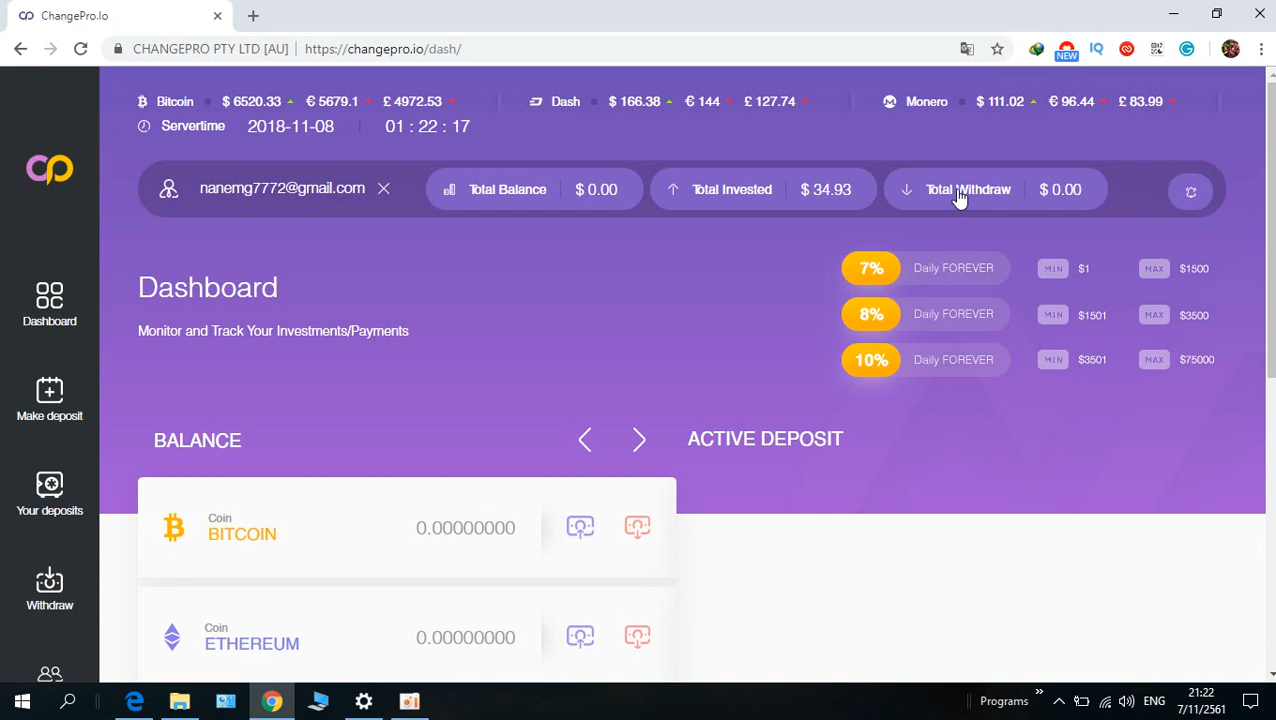 ChangePro.Io
CHANGEPRO PTY LTD [AU] | https://changepro.io/dash/
NEW
IQ
Bitcoin $ 6520.33 € 5679.1 £ 4972.53 Dash $ 166.38 € 144 £ 127.74 Monero $ 111.02 € 96.44 £ 83.99
Servertime 2018-11-08 01 : 22 : 17
cp
nanemg7772@gmail.com Total Balance $ 0.00 Total Invested $ 34.93 Total Withdraw $ 0.00
7% Daily FOREVER MIN $1 MAX $1500
Dashboard
8% Daily FOREVER MIN $1501 MAX $3500
Dashboard
Monitor and Track Your Investments/Payments
10% Daily FOREVER MIN $3501 MAX $75000
Make deposit
BALANCE
ACTIVE DEPOSIT
Your deposits
Coin
BITCOIN 0.00000000
Withdraw
Coin
ETHEREUM 0.00000000
Programs » ENG 21:22
7/11/2561